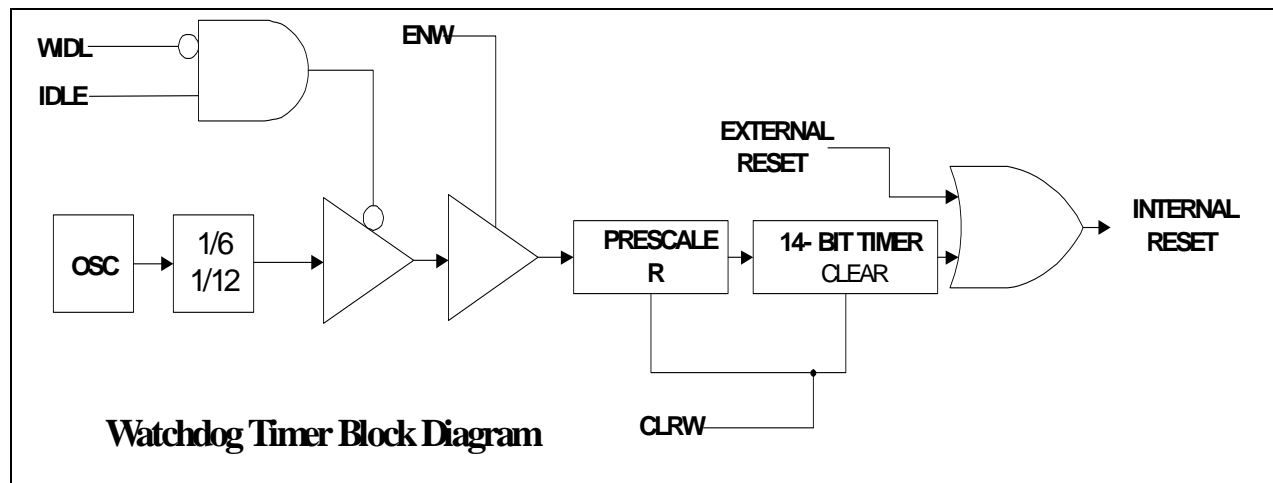 WIDL
IDLE
ENW
EXTERNAL
RESET
OSC
1/6
1/12
PRESCALE
R
14- BIT TIMER
CLEAR
INTERNAL
RESET
CLRW
Watchdog Timer Block Diagram